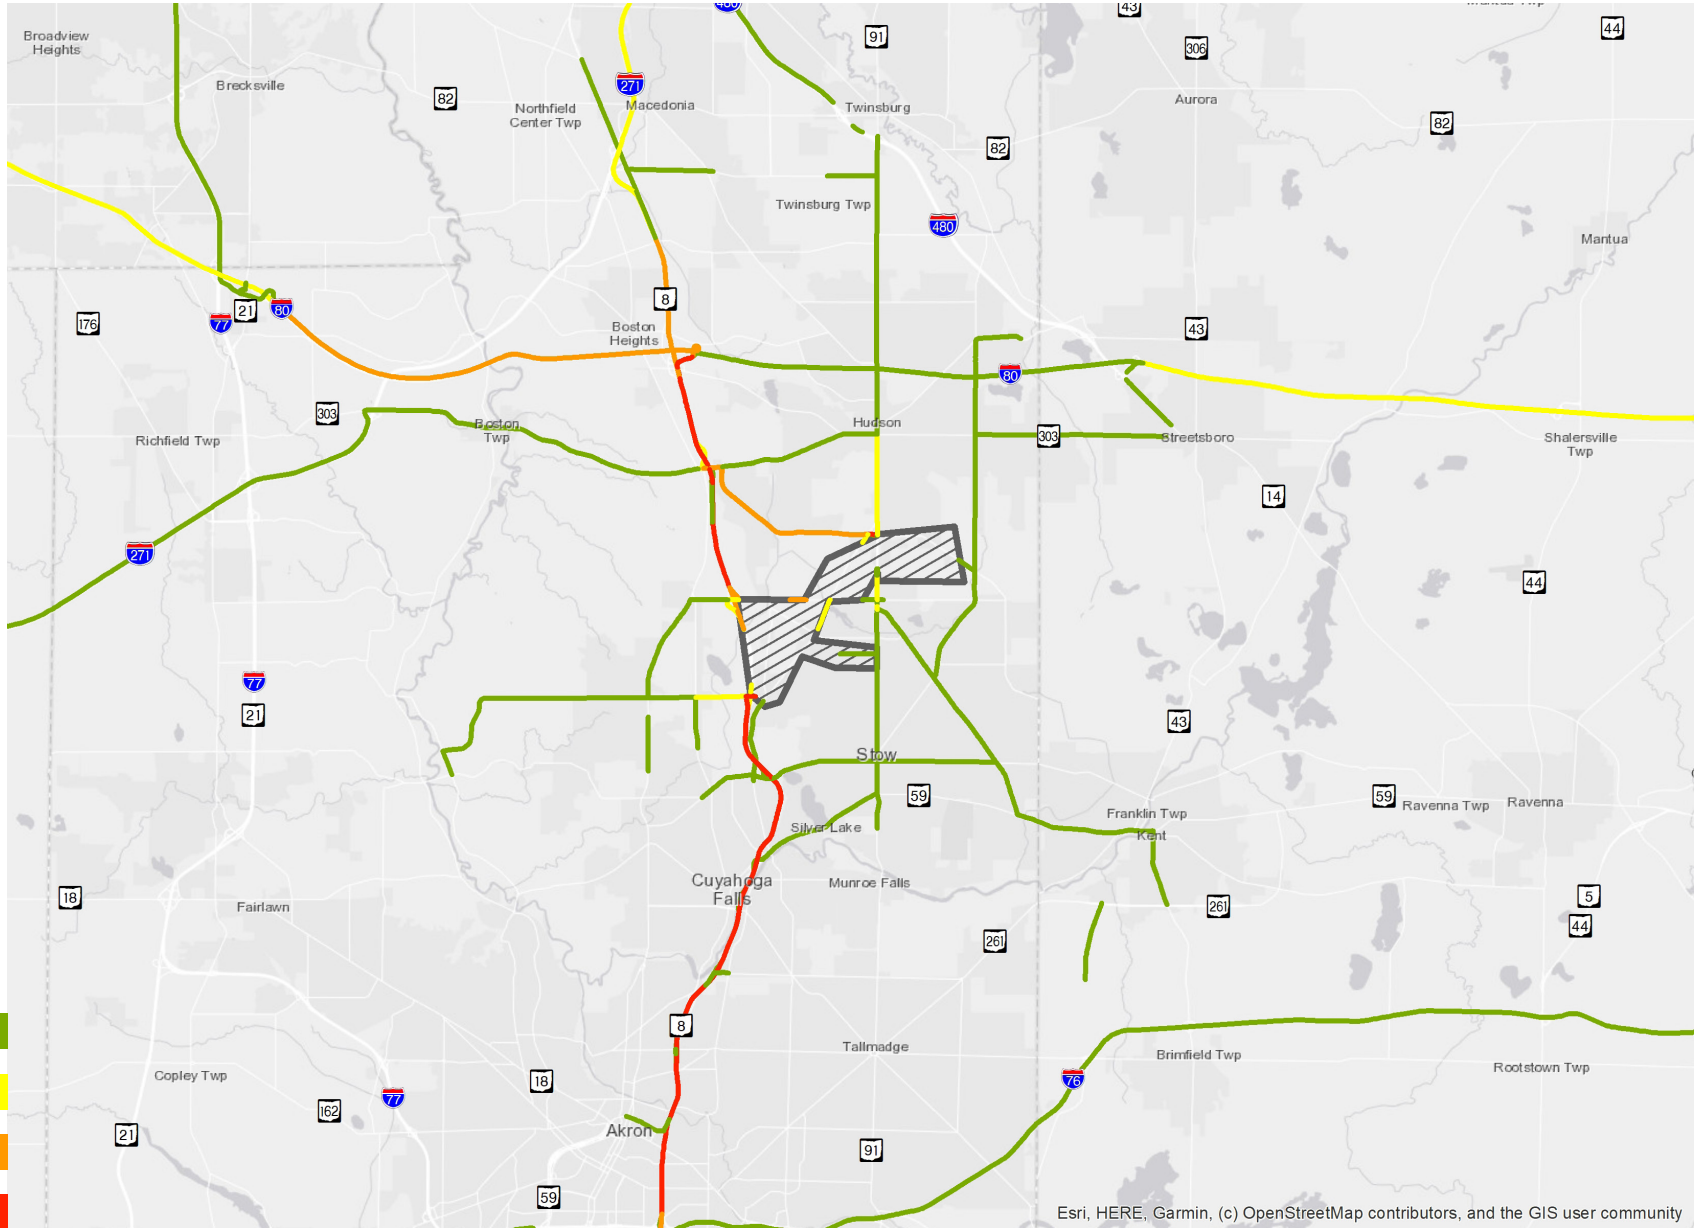 480
43
44
91
Broadview
Heights
306
Brecksville
271
82
Northfield
Center Twp
Macedonia
Twinsburg
Aurora
82
82
Twinsburg Twp
480
Mantua
8
176
21
80
77
Boston
Heights
43
80
303
Boston
Twp
Richfield Twp
Hudson
303
Streetsboro
Shalersville
Twp
14
271
44
77
21
43
Stow
59
59
Franklin Twp
Ravenna Twp
Ravenna
Silver Lake
Kent
Cuyahoga
Falls
Munroe Falls
18
Fairlawn
261
5
44
261
8
Tallmadge
Brimfield Twp
Rootstown Twp
Copley Twp
18
76
77
162
21
Akron
91
59
Esri, HERE, Garmin, (c) OpenStreetMap contributors, and the GIS user community